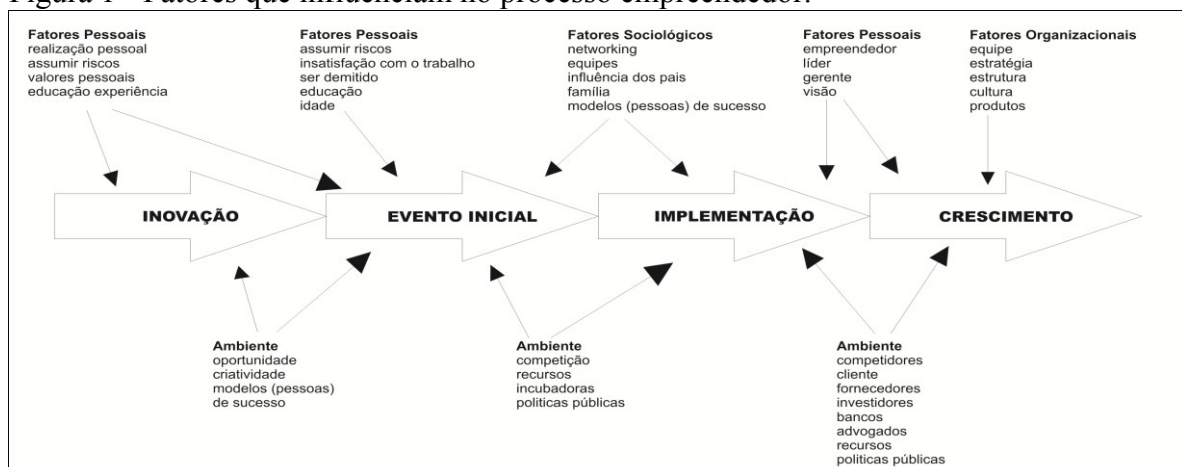 Figura 1 - Fatores que influenciam no processo empreendedor.
Fatores Pessoais
realização pessoal
assumir riscos
valores pessoais
educação experiência
Fatores Pessoais
assumir riscos
insatisfação com o trabalho
ser demitido
educação
idade
Fatores Sociológicos
networking
equipes
influência dos pais
família
modelos (pessoas) de sucesso
Fatores Pessoais
empreendedor
líder
gerente
visão
Fatores Organizacionais
equipe
estratégia
estrutura
cultura
produtos
INOVAÇÃO
EVENTO INICIAL
IMPLEMENTAÇÃO
CRESCIMENTO
Ambiente
oportunidade
criatividade
modelos (pessoas)
de sucesso
Ambiente
competição
recursos
incubadoras
politicas públicas
Ambiente
competidores
cliente
fornecedores
investidores
bancos
advogados
recursos
politicas públicas